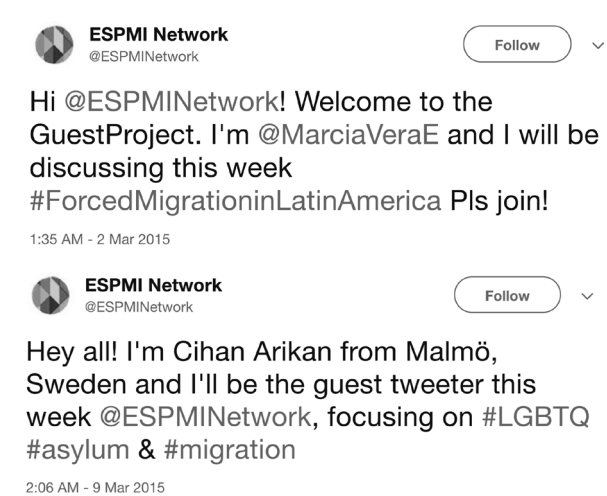 ESPMI Network
@ESPMINetwork
Follow
Hi @ESPMINetwork! Welcome to the
GuestProject. I'm @MarciaVeraE and I will be
discussing this week
#ForcedMigrationinLatinAmerica Pls join!
1:35 AM - 2 Mar 2015
ESPMI Network
@ESPMINetwork
Follow
Hey all! I'm Cihan Arikan from Malmö,
Sweden and I'll be the guest tweeter this
week @ESPMINetwork, focusing on #LGBTQ
#asylum & #migration
2:06 AM - 9 Mar 2015